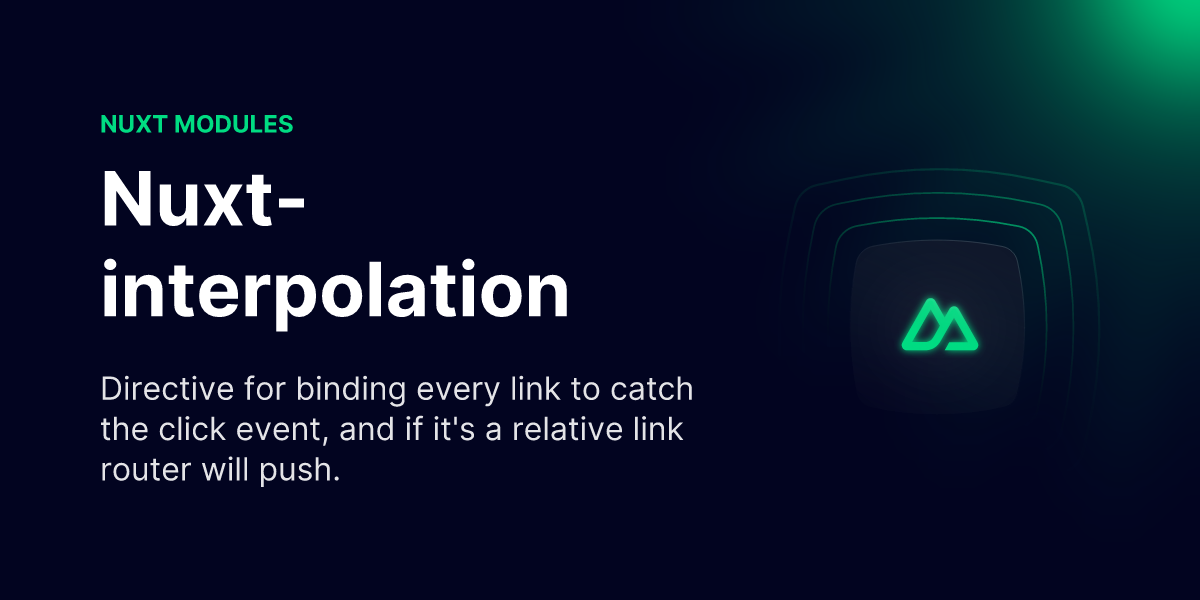 NUXT MODULES
Nuxt-
interpolation
Directive for binding every link to catch
the click event, and if it's a relative link
router will push.